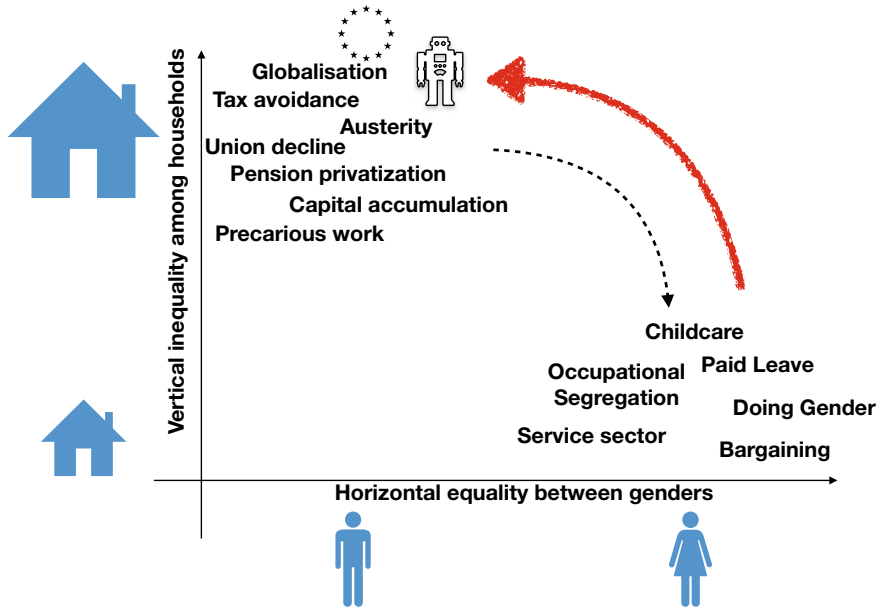 Vertical inequality among households
Globalisation
Tax avoidance
Austerity
Union decline
Pension privatization
Capital accumulation
Precarious work
Childcare
Paid Leave
Occupational
Segregation
Doing Gender
Service sector
Bargaining
Horizontal equality between genders